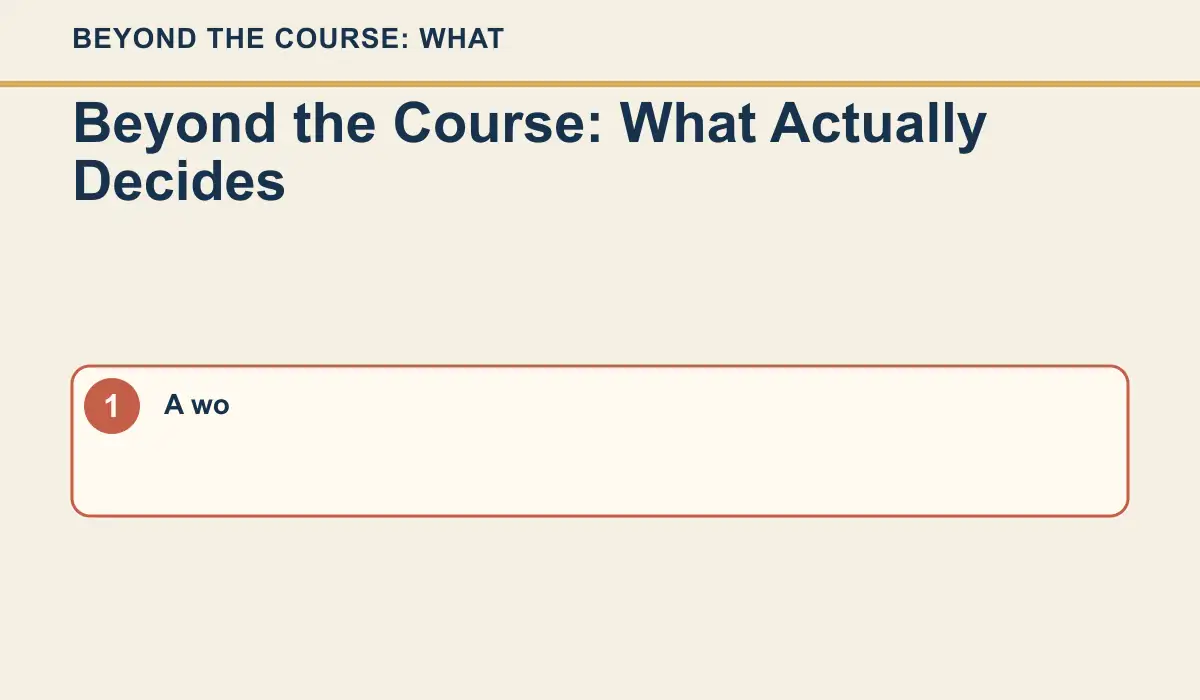 BEYOND THE COURSE: WHAT
Beyond the Course: What Actually
Decides
1
A wo